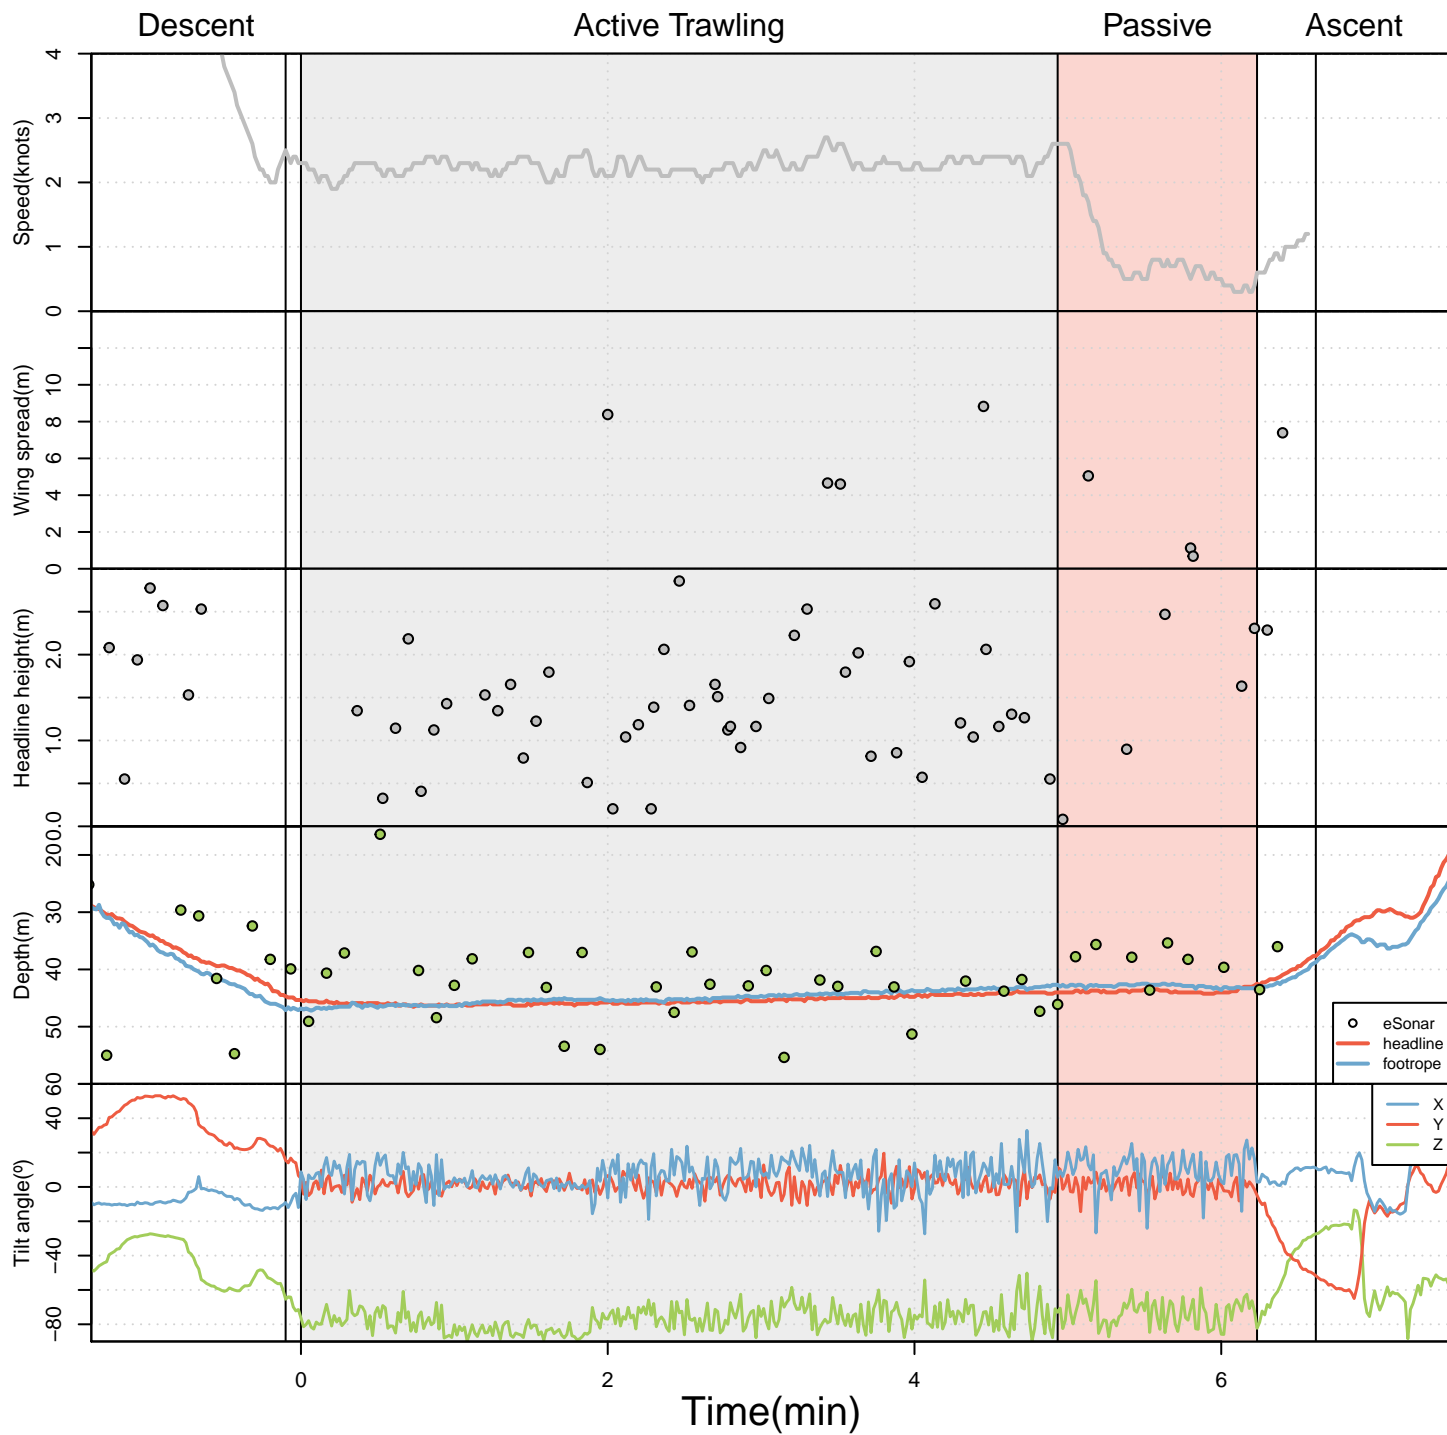 Descent Active Trawling Passive Ascent
Speed(knots)
4
3
2
1
0
Wing spread(m)
10
8
6
4
2
0
Headline height(m)
2.0
1.0
0.0
Depth(m)
20
30
40
50
60
eSonar
headline
footrope
Tilt angle(º)
40
0
−40
−80
X
Y
Z
0 2 4 6
Time(min)